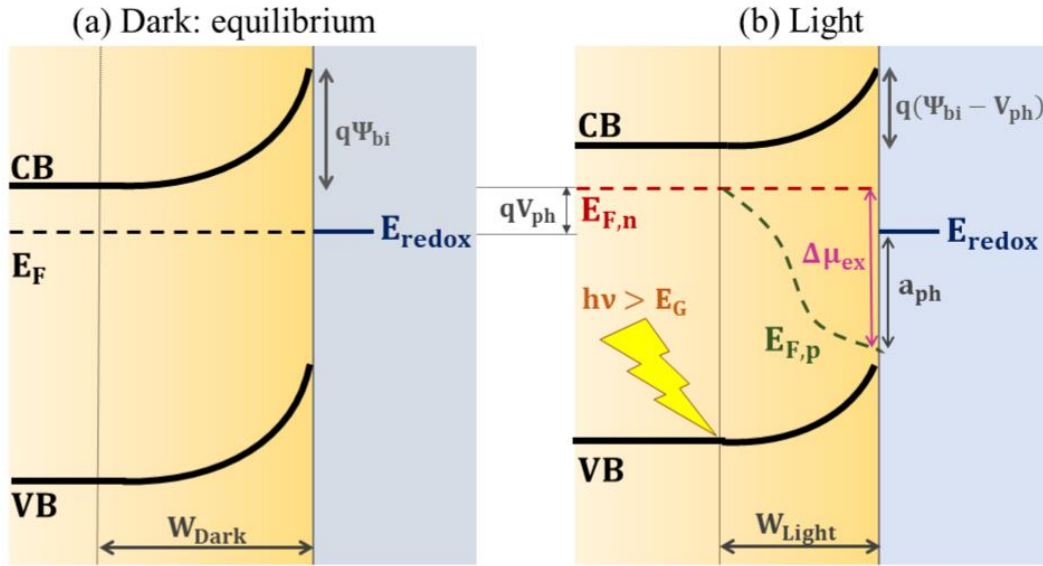 (a) Dark: equilibrium
(b) Light
CB
qΨbi
EF
Eredox
VB
WDark
qVph
CB
q(Ψbi − Vph)
EF,n
Eredox
Δμex
aph
hν > EG
EF,p
VB
WLight